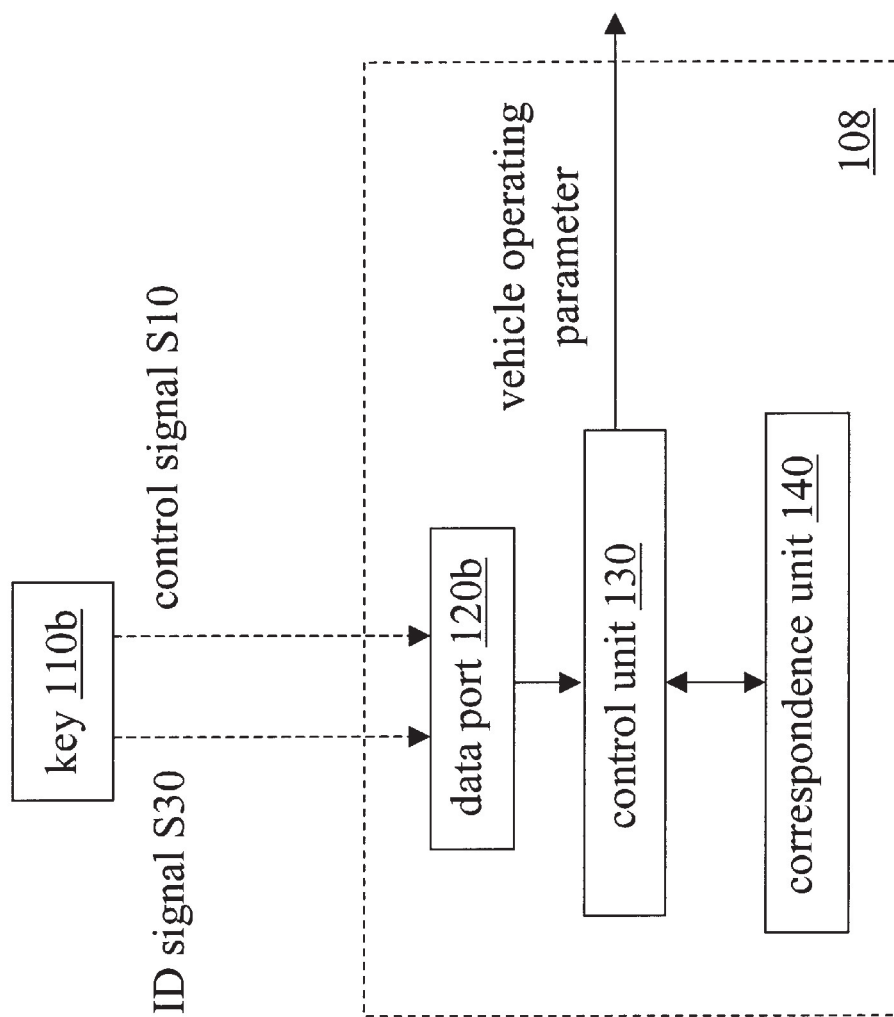 key 110b
ID signal S30
control signal S10
data port 120b
control unit 130
vehicle operating
parameter
correspondence unit 140
108